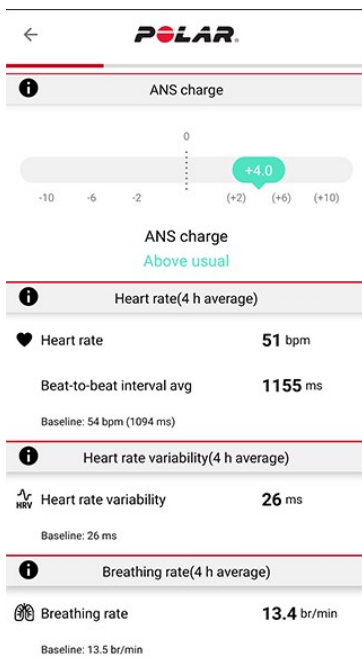 POLAR.
ANS charge
0
+4.0
-10 -6 -2 (+2) (+6) (+10)
ANS charge
Above usual
Heart rate(4 h average)
Heart rate 51 bpm
Beat-to-beat interval avg 1155 ms
Baseline: 54 bpm (1094 ms)
Heart rate variability(4 h average)
HRV Heart rate variability 26 ms
Baseline: 26 ms
Breathing rate(4 h average)
Breathing rate 13.4 br/min
Baseline: 13.5 br/min